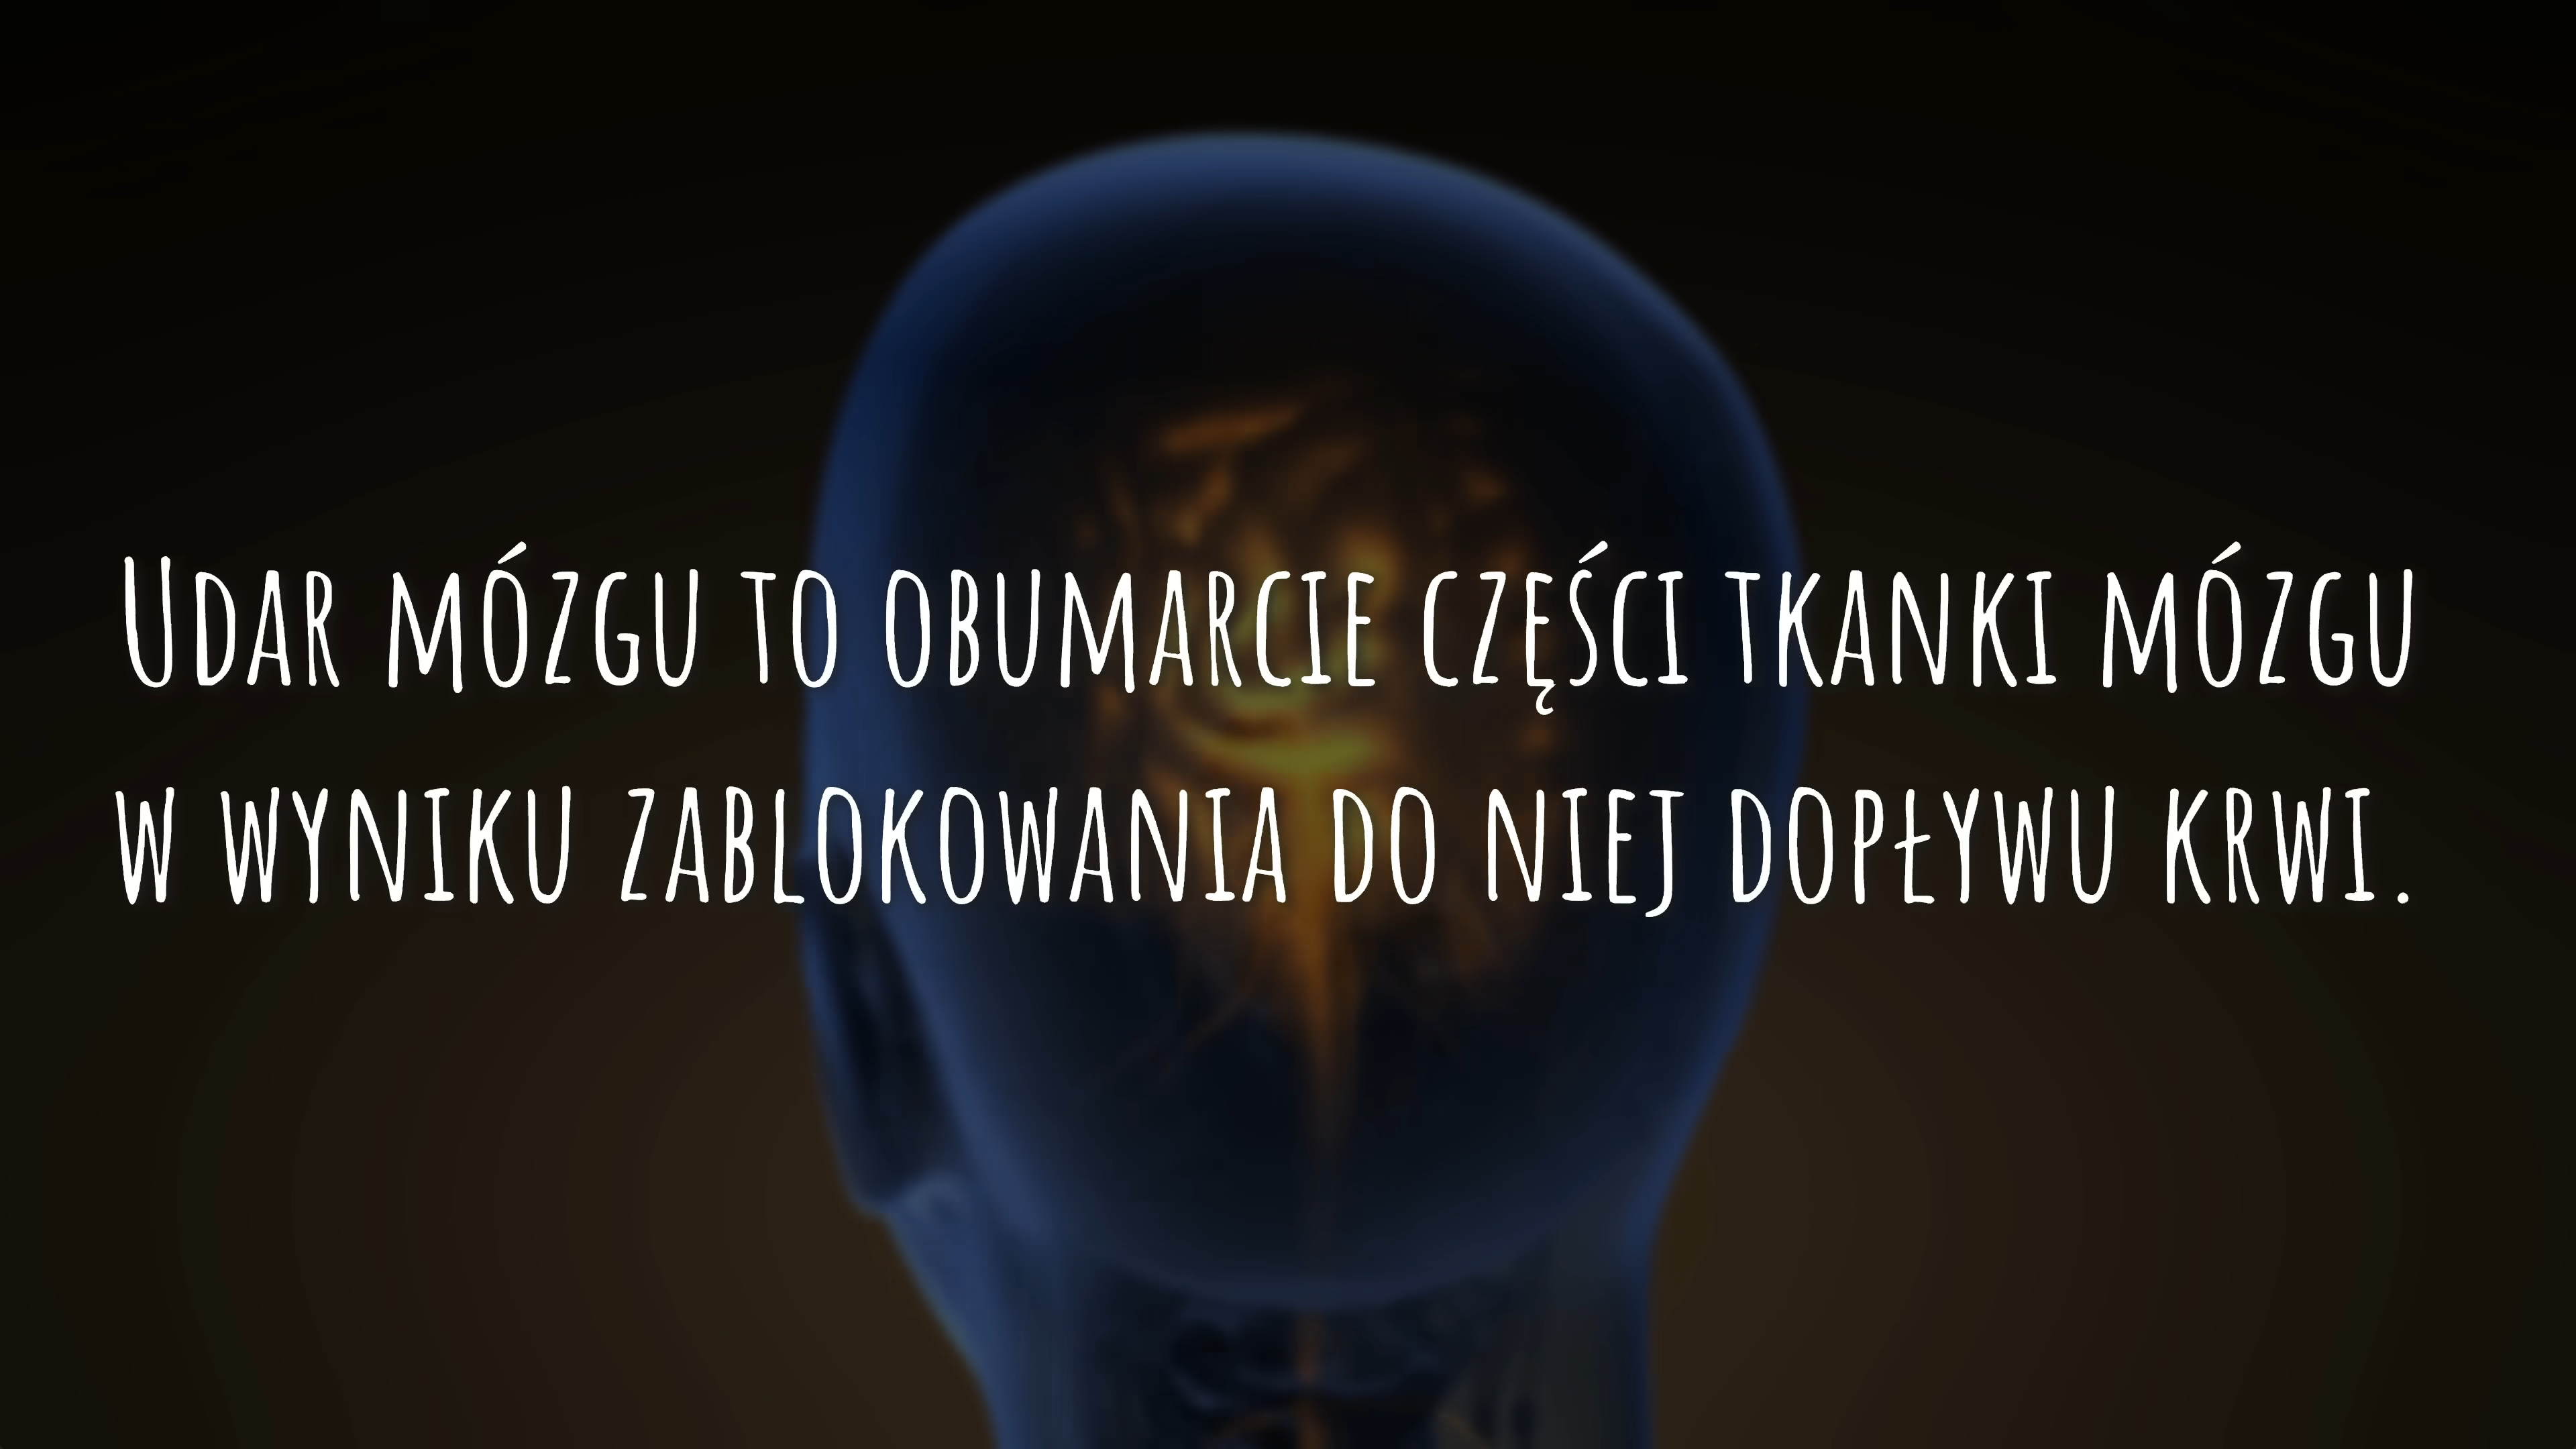 Udar mózgu to obumarcie części tkanki mózgu
w wyniku zablokowania do niej dopływu krwi.